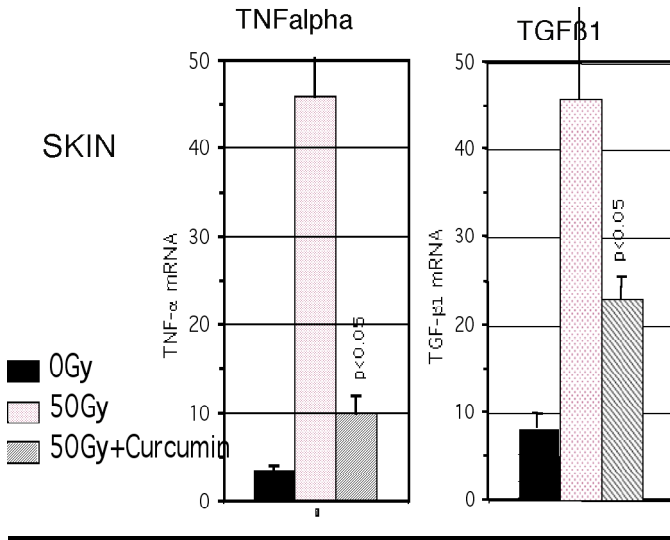 TNFalpha
TGFß1
SKIN
50
40
30
20
10
0
TNF-α mRNA
p<0.05
50
40
30
20
10
0
TGF-β1 mRNA
p<0.05
0Gy
50Gy
50Gy+Curcumin